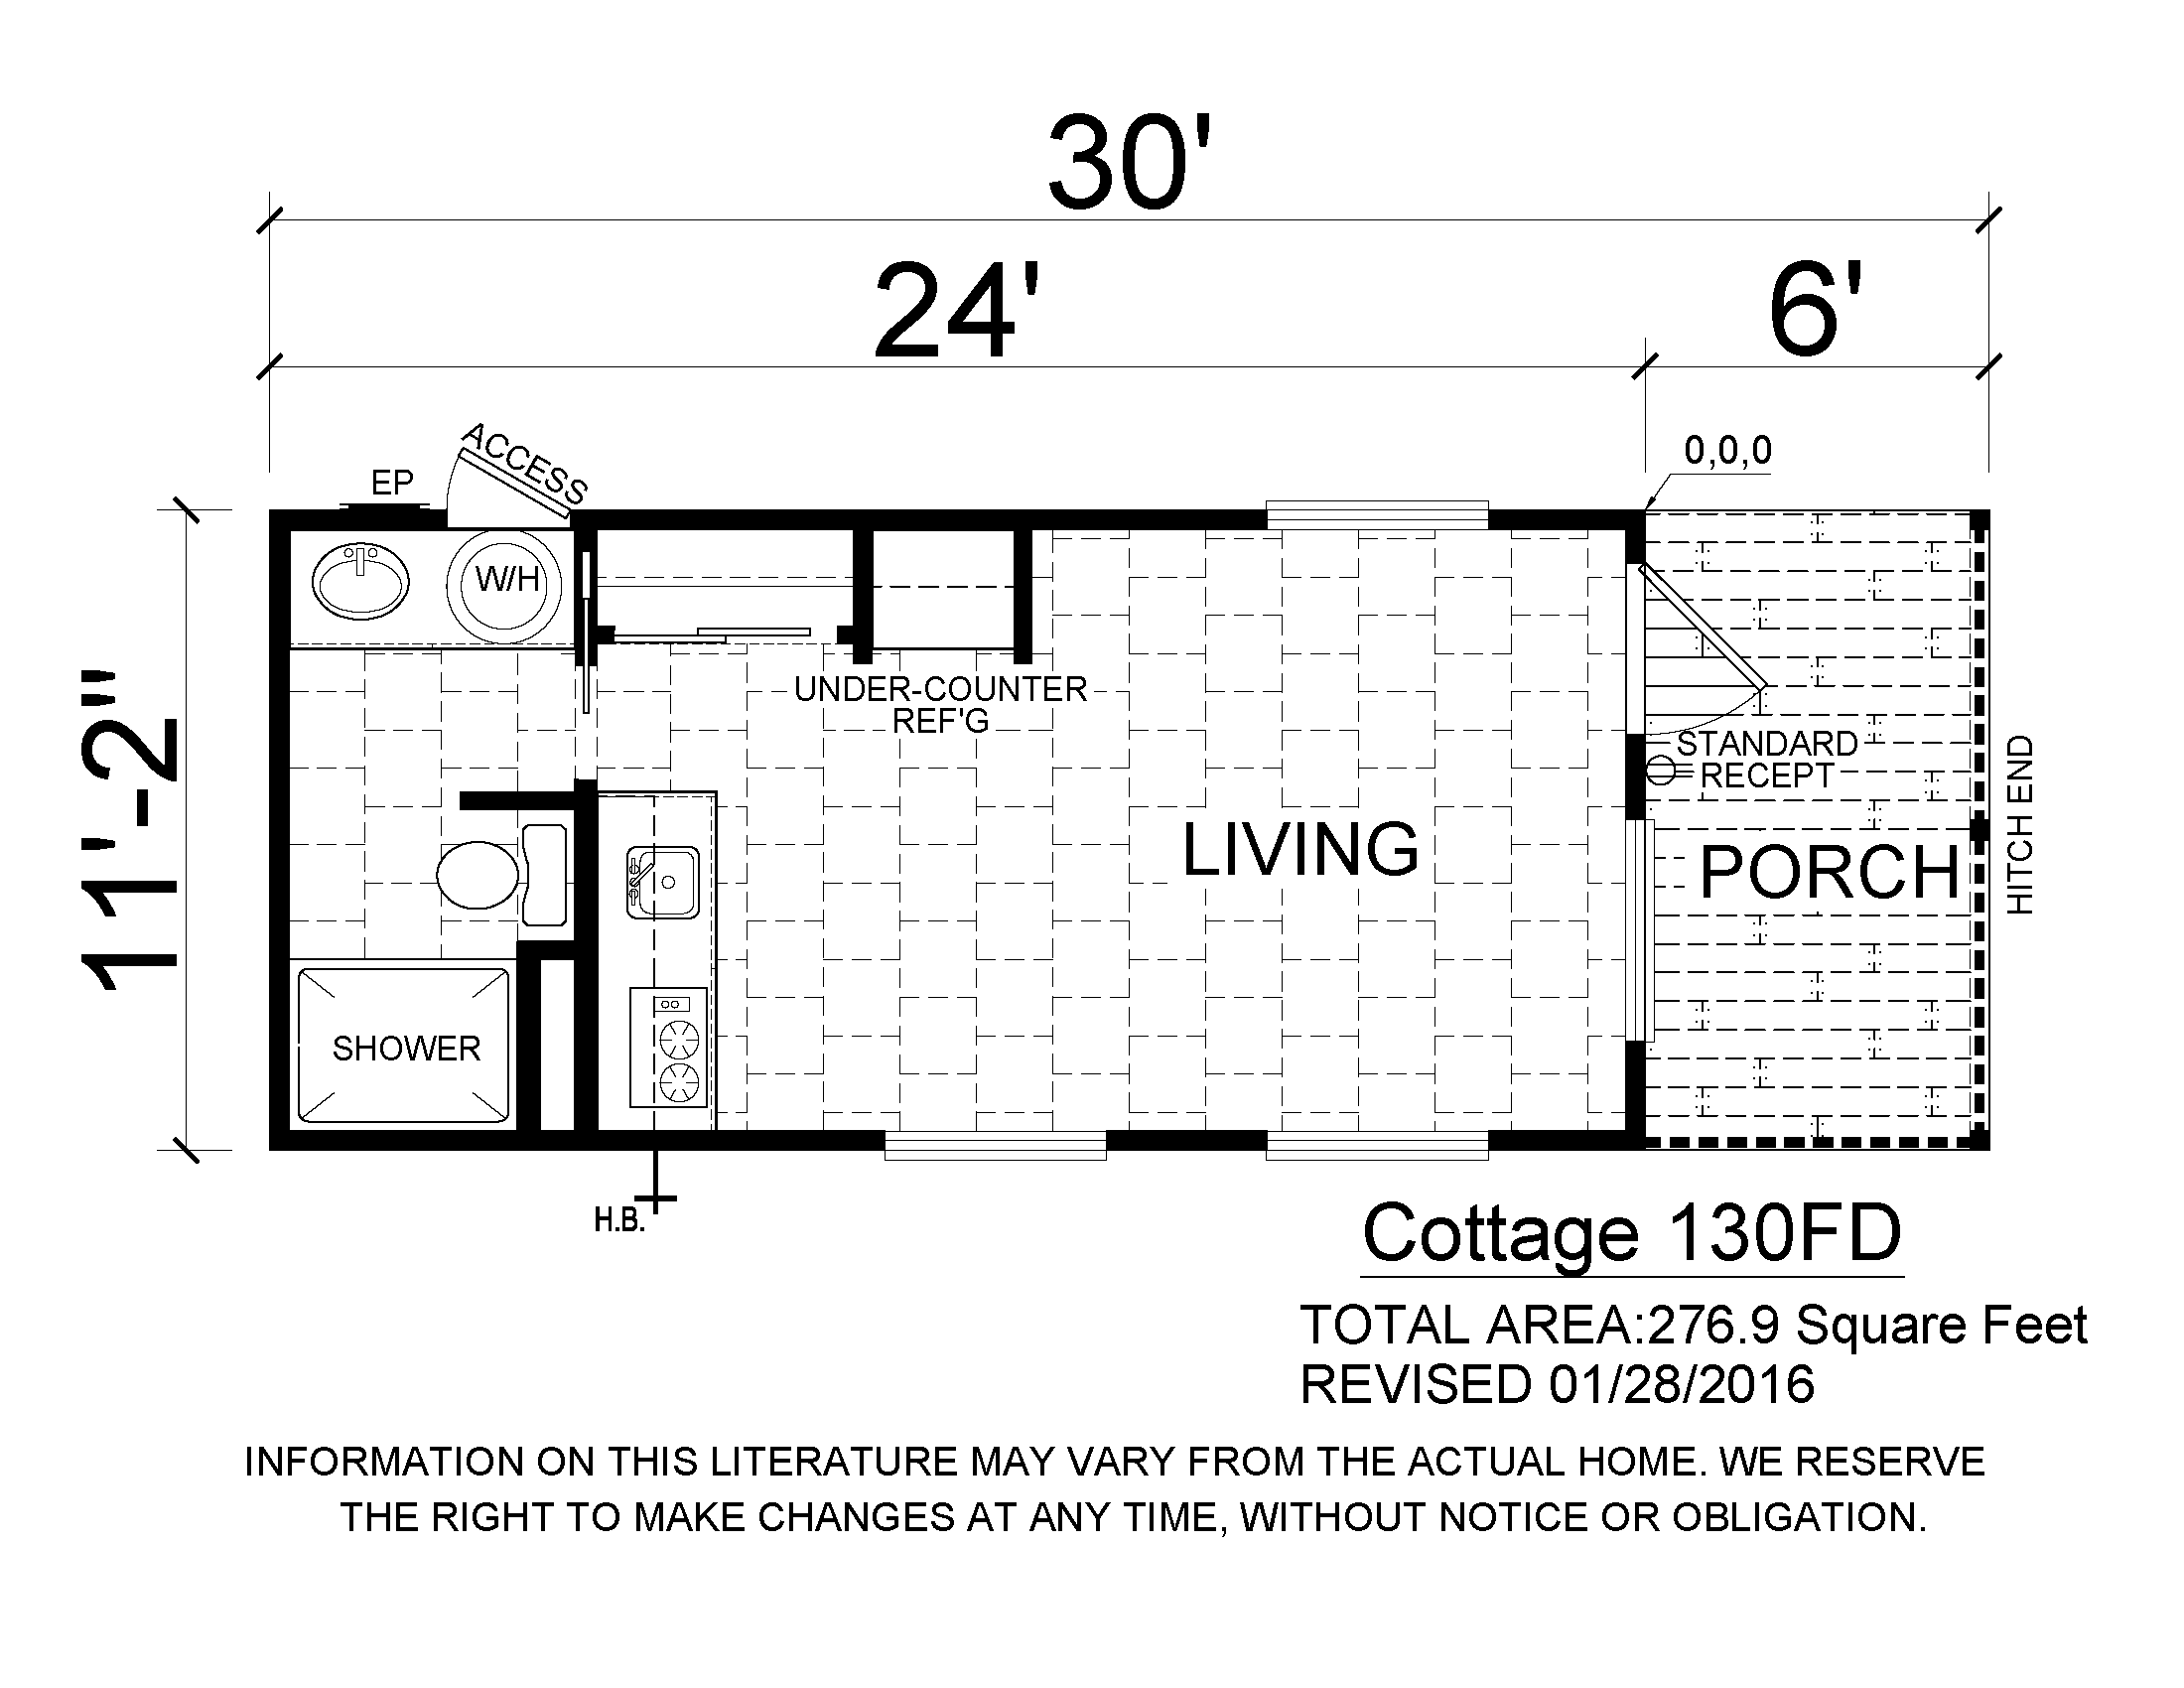 30'
24'
6'
0,0,0
ACCESS
EP
W/H
11'-2"
UNDER-COUNTER
REF'G
STANDARD
RECEPT
HITCH END
LIVING
PORCH
SHOWER
H.B.
Cottage 130FD
TOTAL AREA:276.9 Square Feet
REVISED 01/28/2016
INFORMATION ON THIS LITERATURE MAY VARY FROM THE ACTUAL HOME. WE RESERVE
THE RIGHT TO MAKE CHANGES AT ANY TIME, WITHOUT NOTICE OR OBLIGATION.